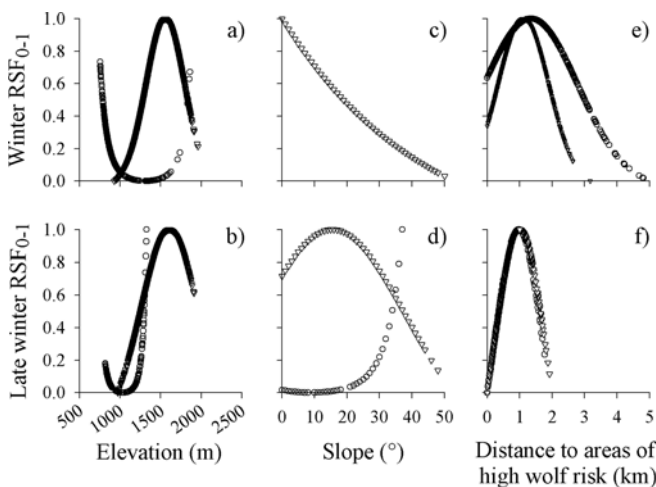 Winter RSF0-1
1.0
0.8
0.6
0.4
0.2
0.0
a)
c)
e)
Late winter RSF0-1
1.0
0.8
0.6
0.4
0.2
0.0
b)
d)
f)
500
1000
1500
2000
2500
0 10 20 30 40 50
0 1 2 3 4 5
Elevation (m)
Slope (°)
Distance to areas of
high wolf risk (km)